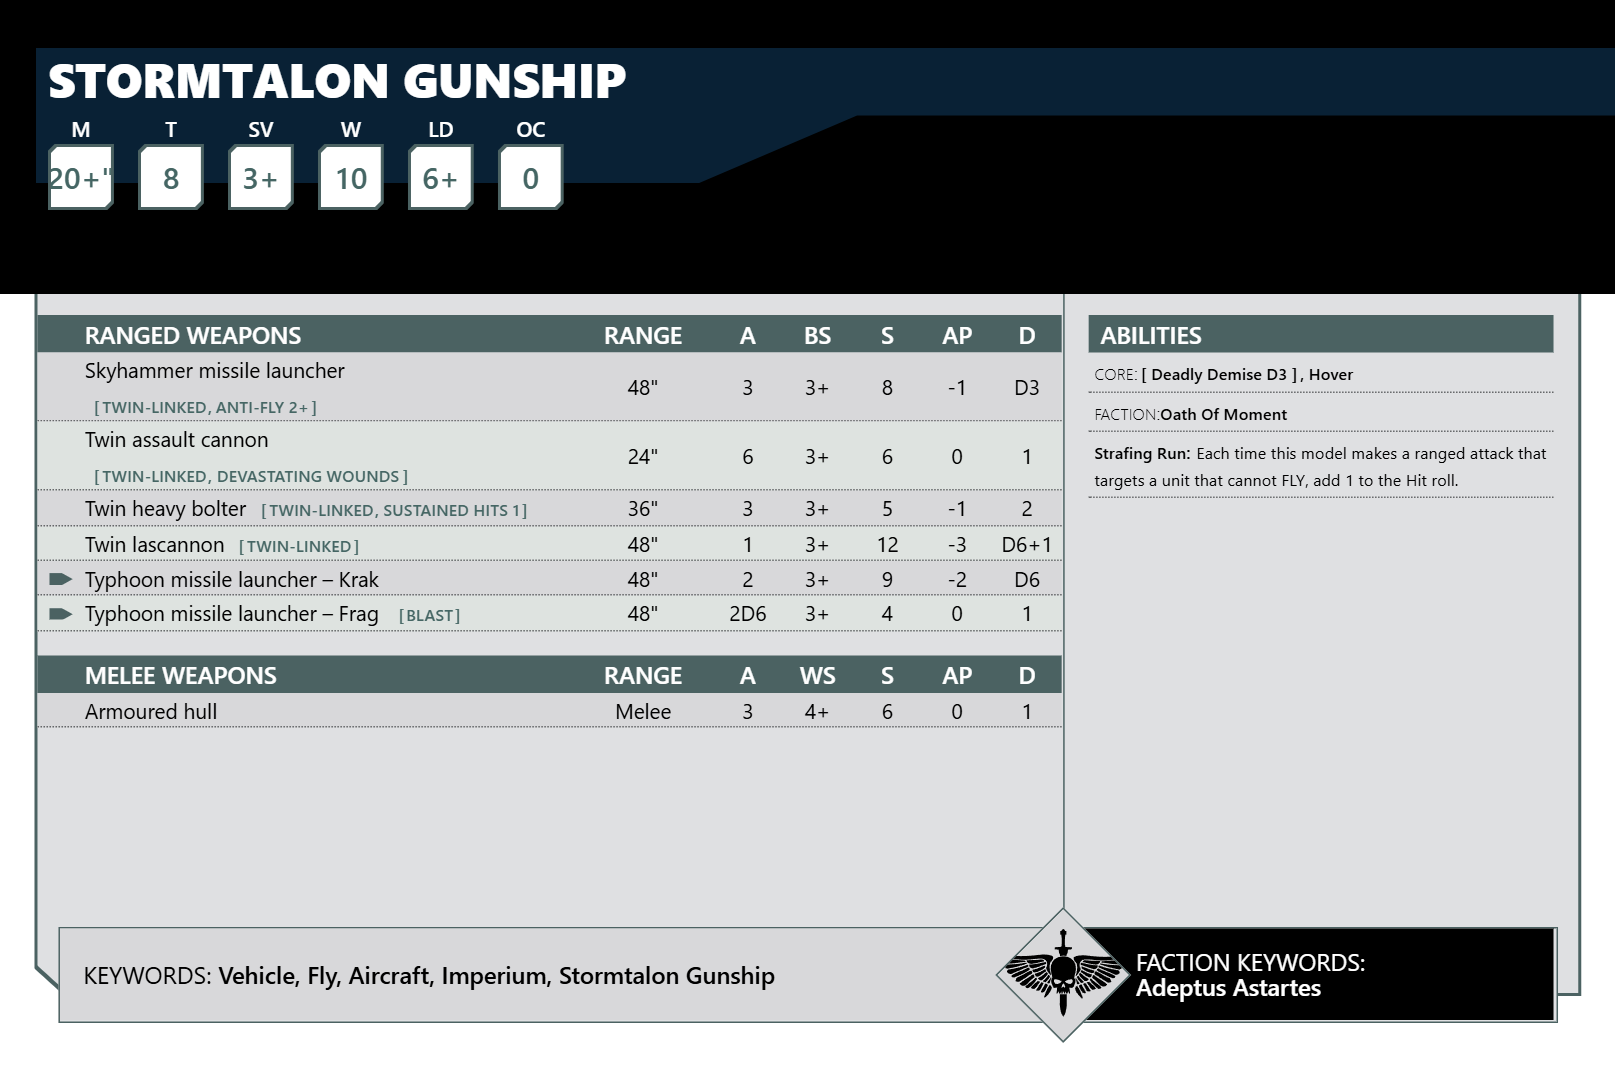 STORMTALON GUNSHIP
M T SV W LD OC
20+" 8 3+ 10 6+ 0
RANGED WEAPONS RANGE A BS S AP D
Skyhammer missile launcher
[TWIN-LINKED, ANTI-FLY 2+] 48" 3 3+ 8 -1 D3
Twin assault cannon
[TWIN-LINKED, DEVASTATING WOUNDS] 24" 6 3+ 6 0 1
Twin heavy bolter [TWIN-LINKED, SUSTAINED HITS 1] 36" 3 3+ 5 -1 2
Twin lascannon [TWIN-LINKED] 48" 1 3+ 12 -3 D6+1
Typhoon missile launcher – Krak 48" 2 3+ 9 -2 D6
Typhoon missile launcher – Frag [BLAST] 48" 2D6 3+ 4 0 1
MELEE WEAPONS RANGE A WS S AP D
Armoured hull Melee 3 4+ 6 0 1
ABILITIES
CORE: [ Deadly Demise D3 ] , Hover
FACTION:Oath Of Moment
Strafing Run: Each time this model makes a ranged attack that
targets a unit that cannot FLY, add 1 to the Hit roll.
KEYWORDS: Vehicle, Fly, Aircraft, Imperium, Stormtalon Gunship
FACTION KEYWORDS:
Adeptus Astartes